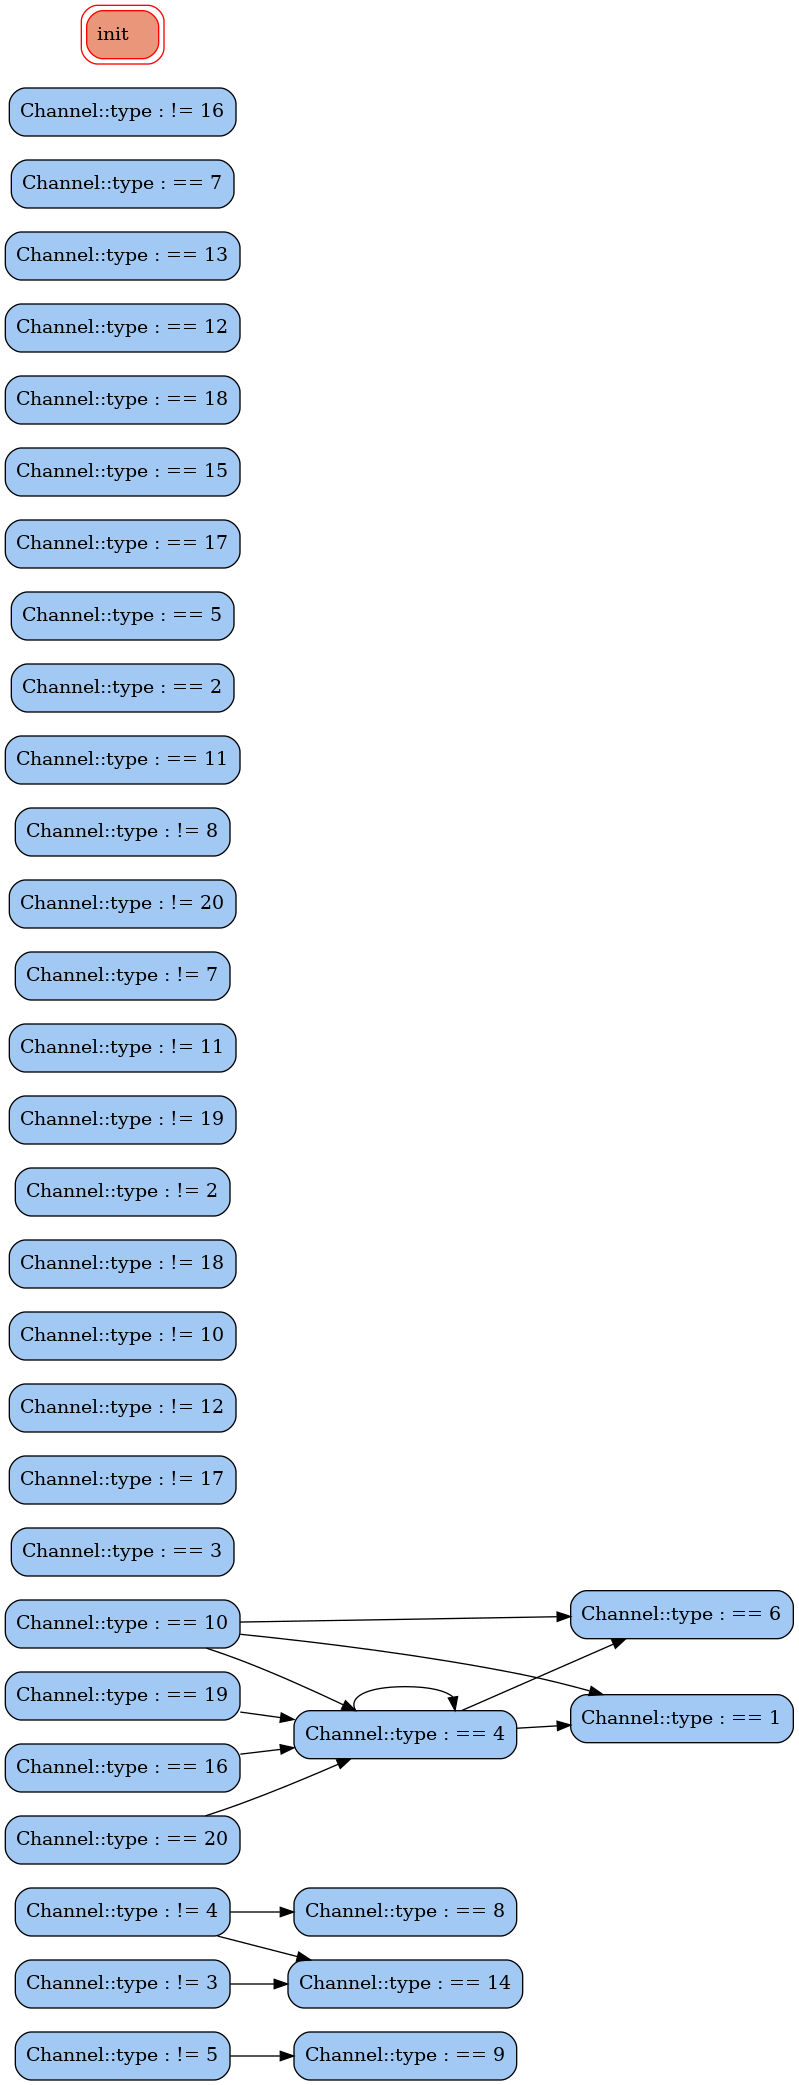 init
Channel::type : != 16
Channel::type : == 7
Channel::type : == 13
Channel::type : == 12
Channel::type : == 18
Channel::type : == 15
Channel::type : == 17
Channel::type : == 5
Channel::type : == 2
Channel::type : == 11
Channel::type : != 8
Channel::type : != 20
Channel::type : != 7
Channel::type : != 11
Channel::type : != 19
Channel::type : != 2
Channel::type : != 18
Channel::type : != 10
Channel::type : != 12
Channel::type : != 17
Channel::type : == 3
Channel::type : == 10
Channel::type : == 6
Channel::type : == 19
Channel::type : == 1
Channel::type : == 4
Channel::type : == 16
Channel::type : == 20
Channel::type : != 4
Channel::type : == 8
Channel::type : != 3
Channel::type : == 14
Channel::type : != 5
Channel::type : == 9